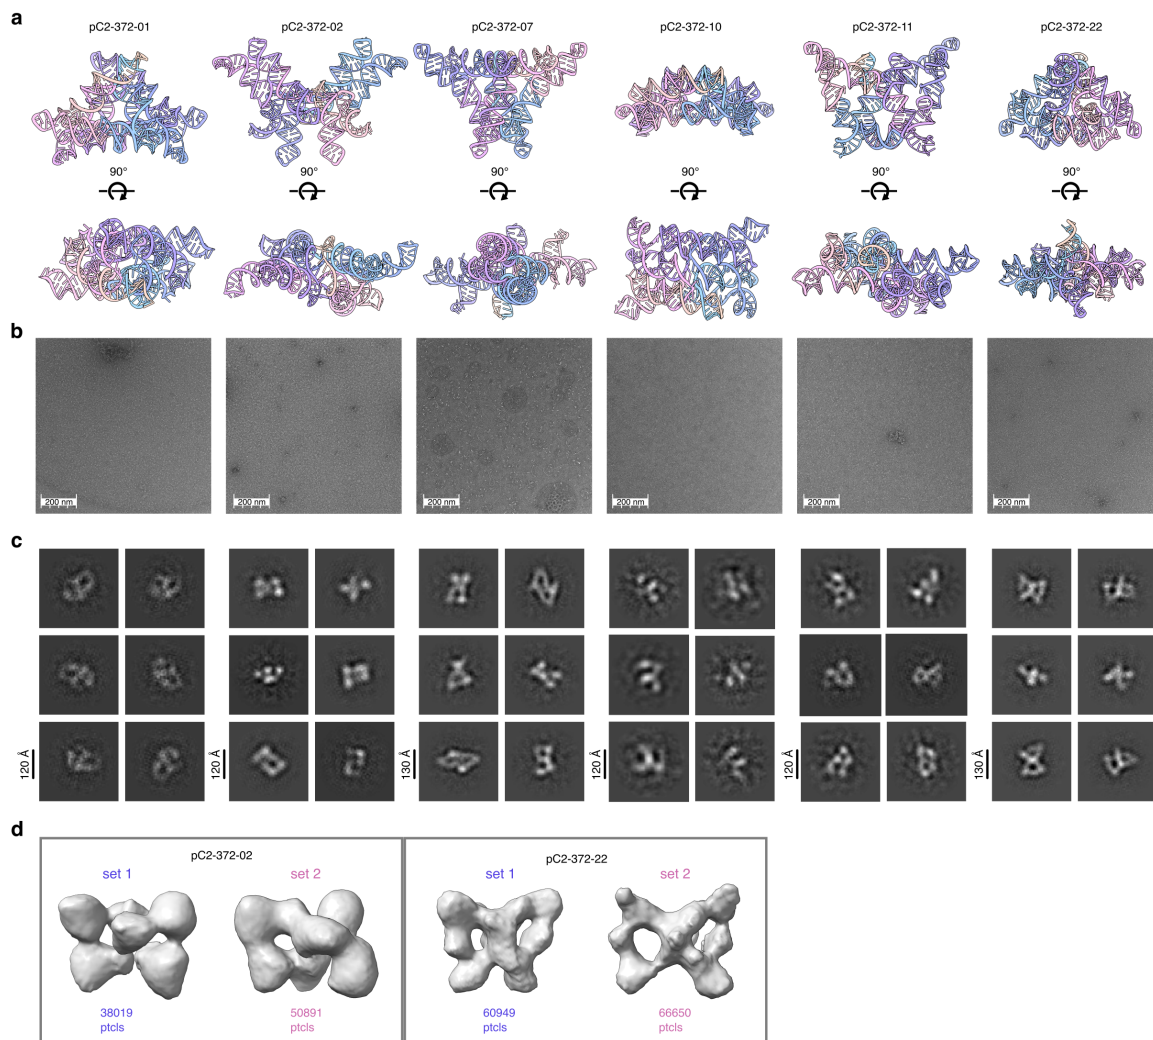 a
pC2-372-01 pC2-372-02 pC2-372-07 pC2-372-10 pC2-372-11 pC2-372-22
90° 90° 90° 90° 90° 90°
b
200 nm 200 nm 200 nm 200 nm 200 nm 200 nm
c
120 Å 120 Å 130 Å 120 Å 120 Å 130 Å
d
pC2-372-02 pC2-372-22
set 1 set 2 set 1 set 2
38019 50891 60949 66650
ptcls ptcls ptcls ptcls